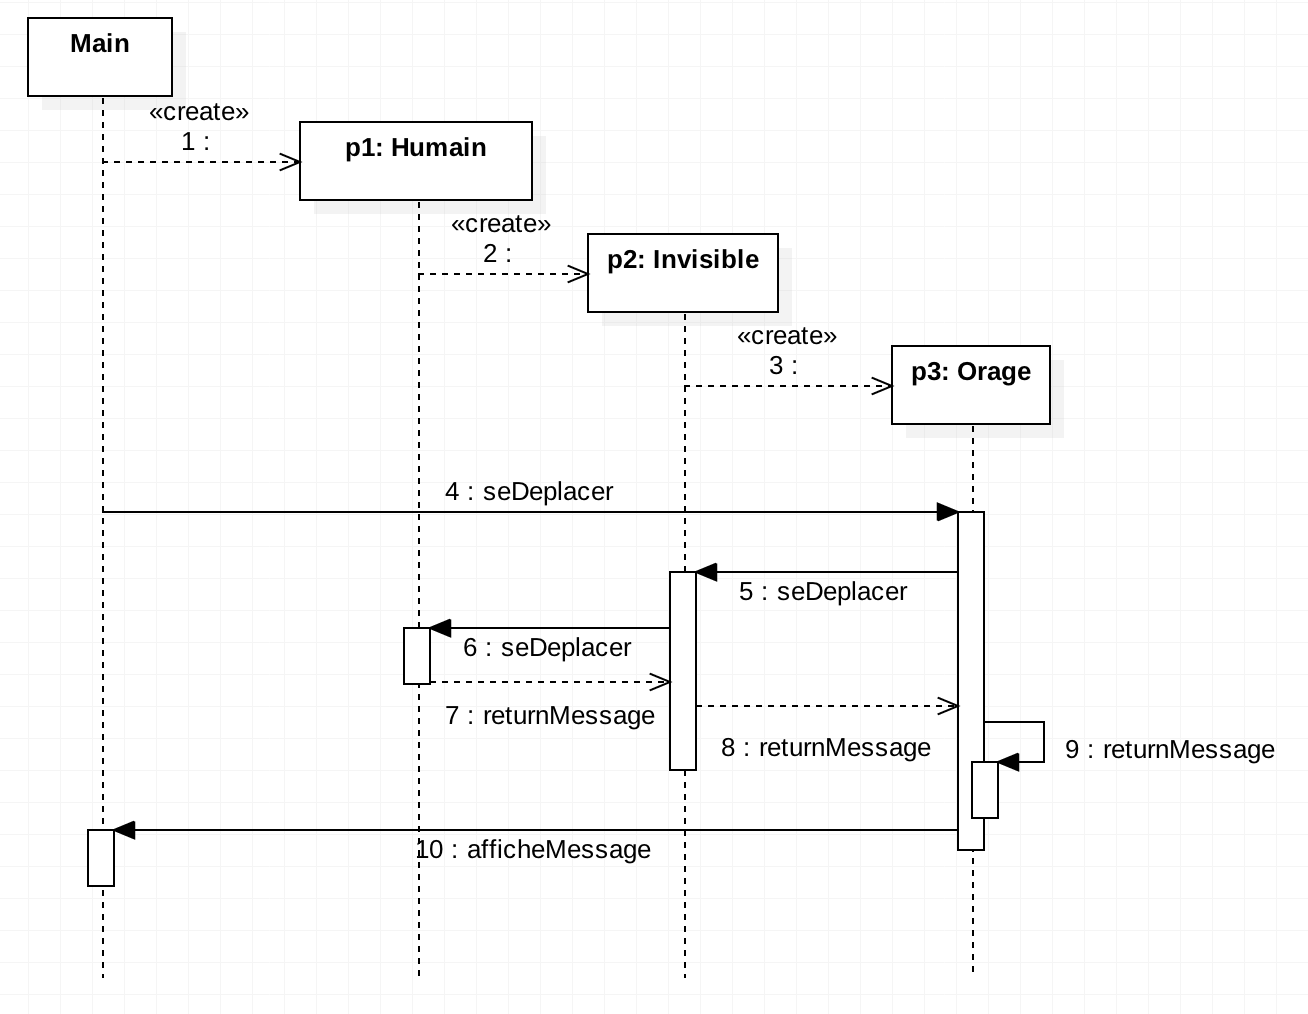 Main
«create»
1 :
p1: Humain
«create»
2 :
p2: Invisible
«create»
3 :
p3: Orage
4 : seDeplacer
5 : seDeplacer
6 : seDeplacer
7 : returnMessage
8 : returnMessage
9 : returnMessage
10 : afficheMessage